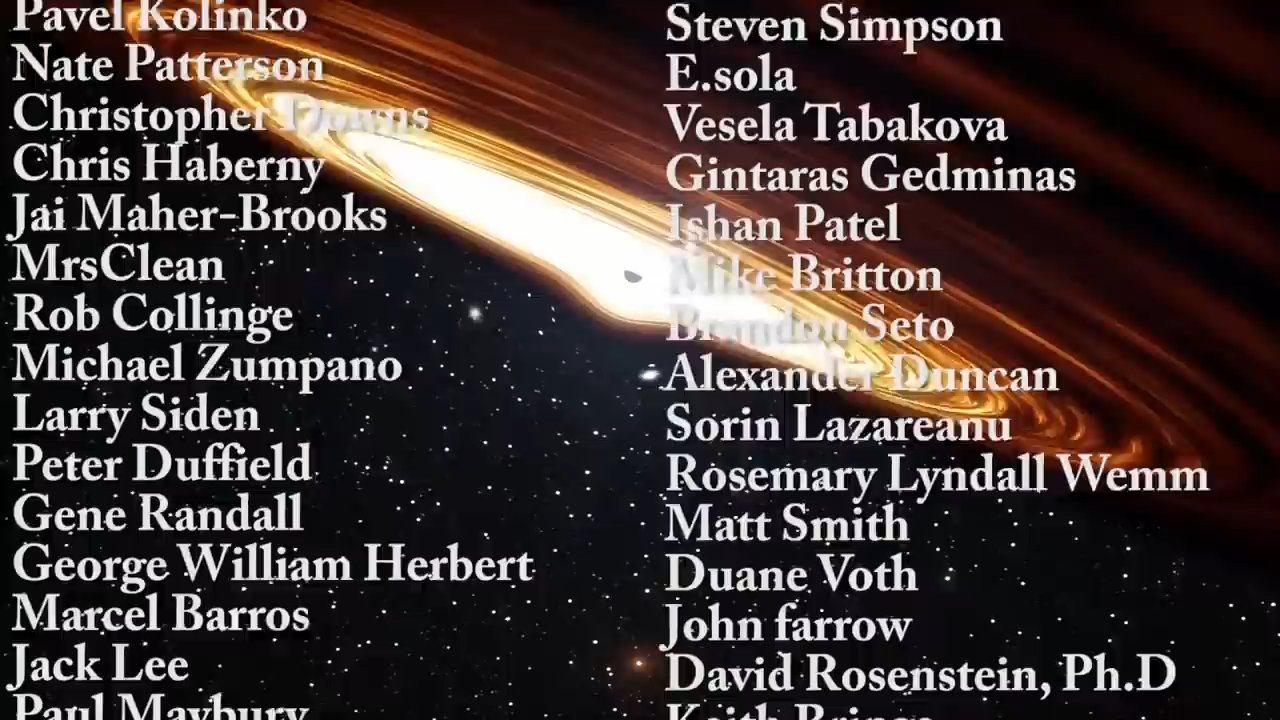 Pavel Kolinko
Nate Patterson
Christopher Downs
Chris Haberny
Jai Maher-Brooks
MrsClean
Rob Collinge
Michael Zumpano
Larry Siden
Peter Duffield
Gene Randall
George William Herbert
Marcel Barros
Jack Lee
Paul Maybury
Steven Simpson
E.sola
Vesela Tabakova
Gintaras Gedminas
Ishan Patel
Mike Britton
Brandon Seto
Alexander Duncan
Sorin Lazareanu
Rosemary Lyndall Wemm
Matt Smith
Duane Voth
John farrow
David Rosenstein, Ph.D
Keith